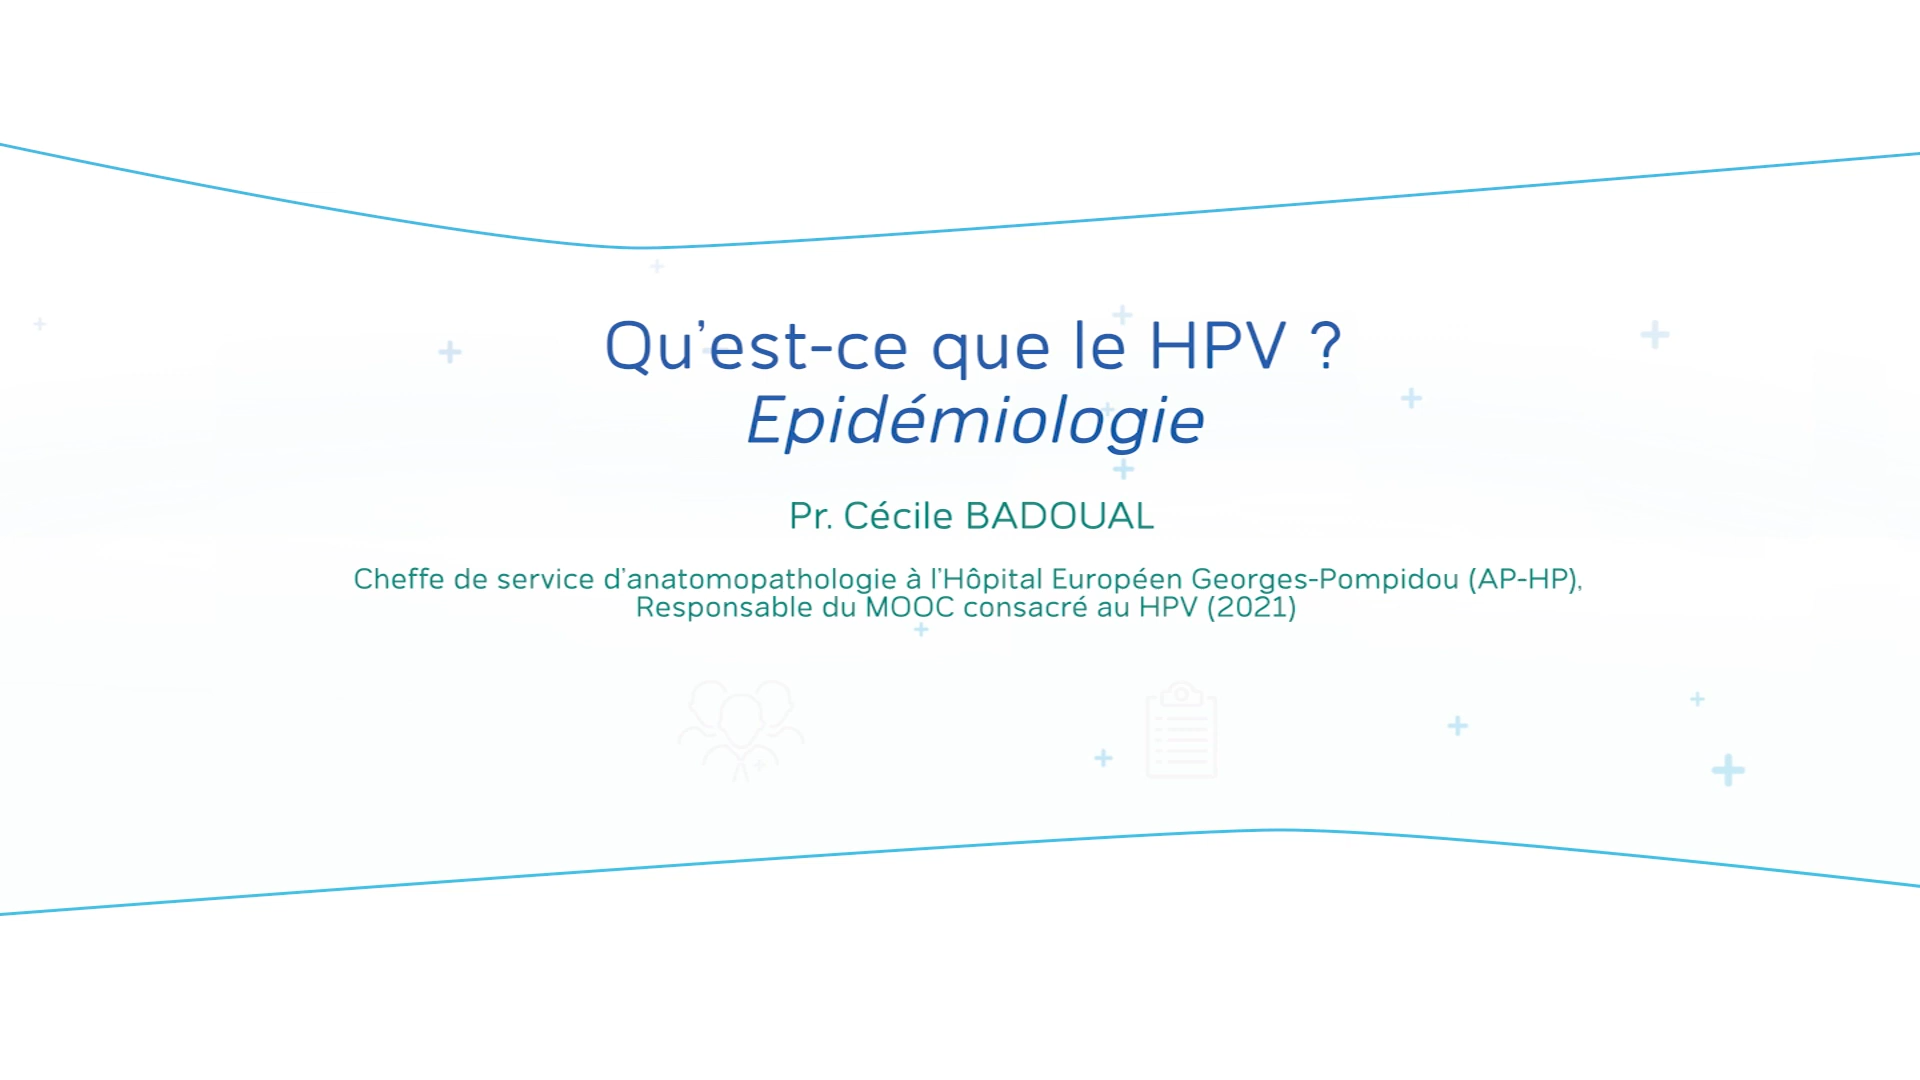 Qu'est-ce que le HPV ?
Epidémiologie
Pr. Cécile BADOUAL
Cheffe de service d'anatomopathologie à l'Hôpital Européen Georges-Pompidou (AP-HP),
Responsable du MOOC consacré au HPV (2021)